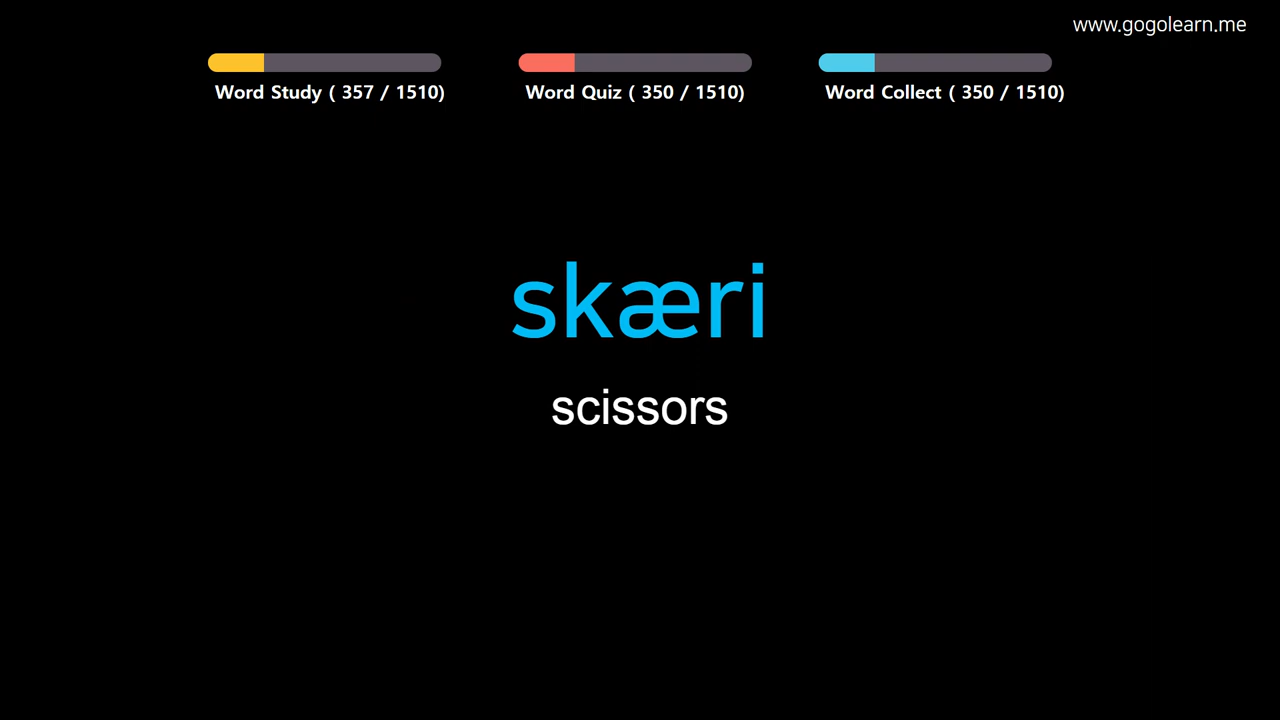 www.gogolearn.me
Word Study ( 357 / 1510)
Word Quiz ( 350 / 1510)
Word Collect ( 350 / 1510)
skæri
scissors